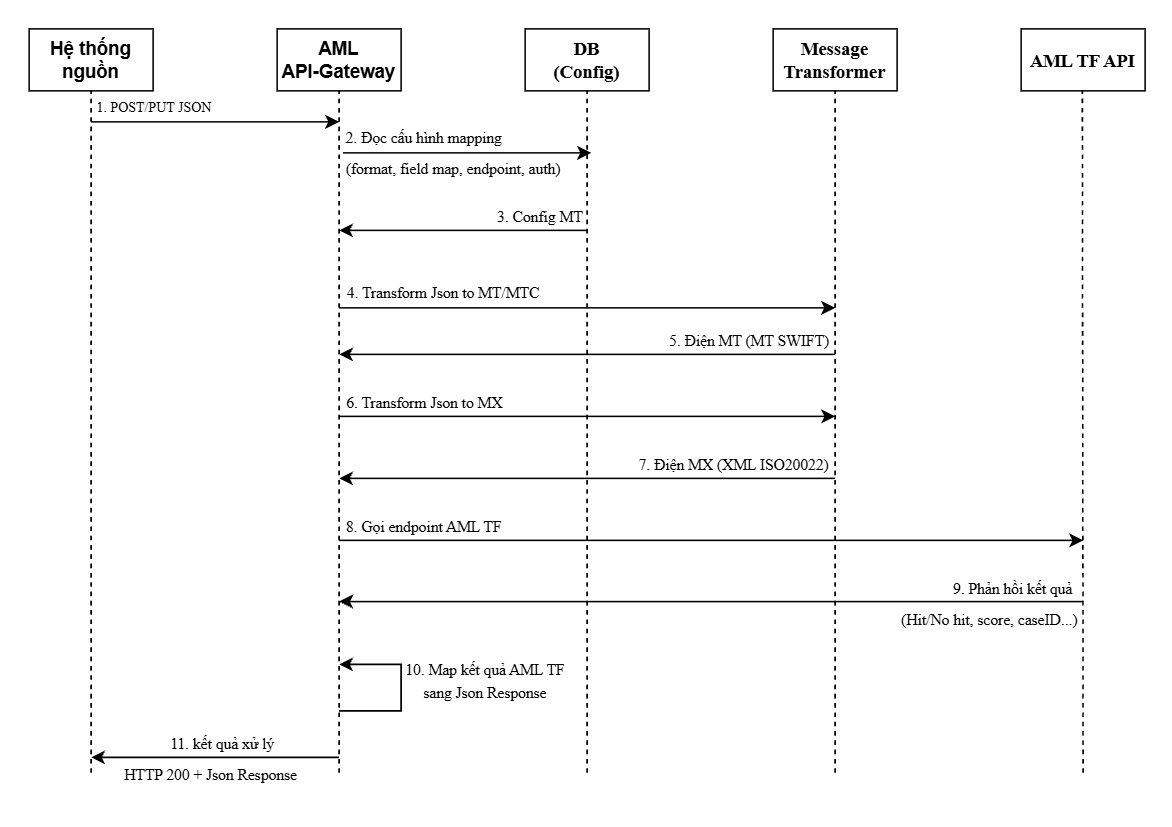 Hệ thống
nguồn
AML
API-Gateway
DB
(Config)
Message
Transformer
AML TF API
1. POST/PUT JSON
2. Đọc cấu hình mapping
(format, field map, endpoint, auth)
3. Config MT
4. Transform Json to MT/MTC
5. Điện MT (MT SWIFT)
6. Transform Json to MX
7. Điện MX (XML ISO20022)
8. Gọi endpoint AML TF
9. Phản hồi kết quả
(Hit/No hit, score, caseID...)
10. Map kết quả AML TF
sang Json Response
11. kết quả xử lý
HTTP 200 + Json Response